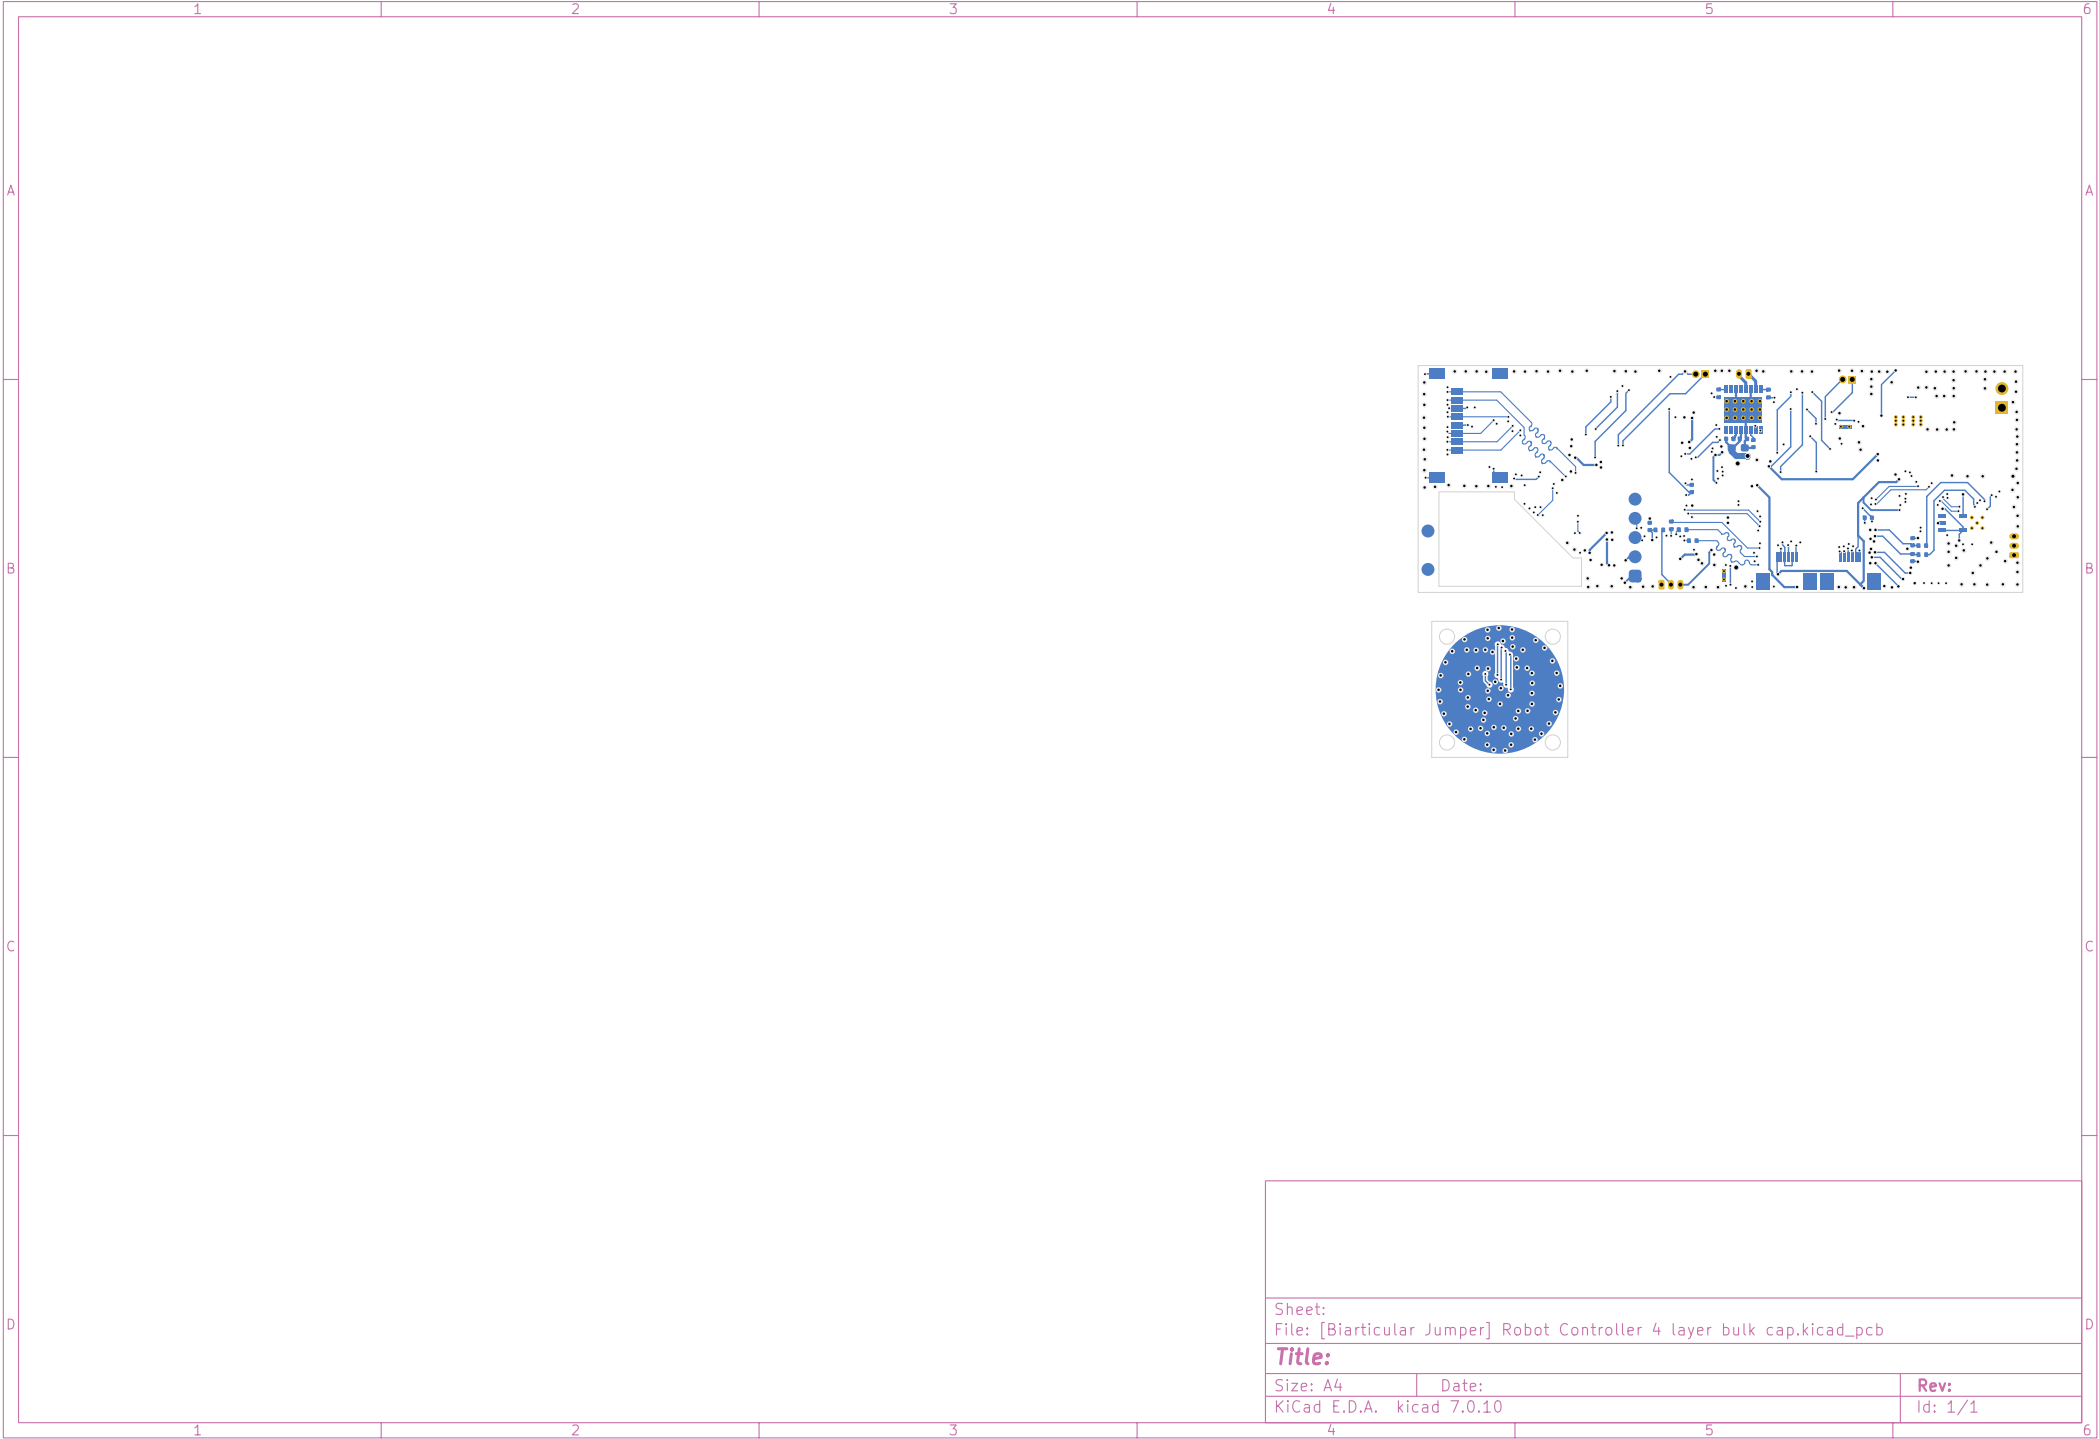 1 2 3 4 5 6
A A
B B
C C
Sheet:
File: [Biarticular Jumper] Robot Controller 4 layer bulk cap.kicad_pcb
D D
Title:
Size: A4 Date: Rev:
KiCad E.D.A. kicad 7.0.10 Id: 1/1
1 2 3 4 5 6